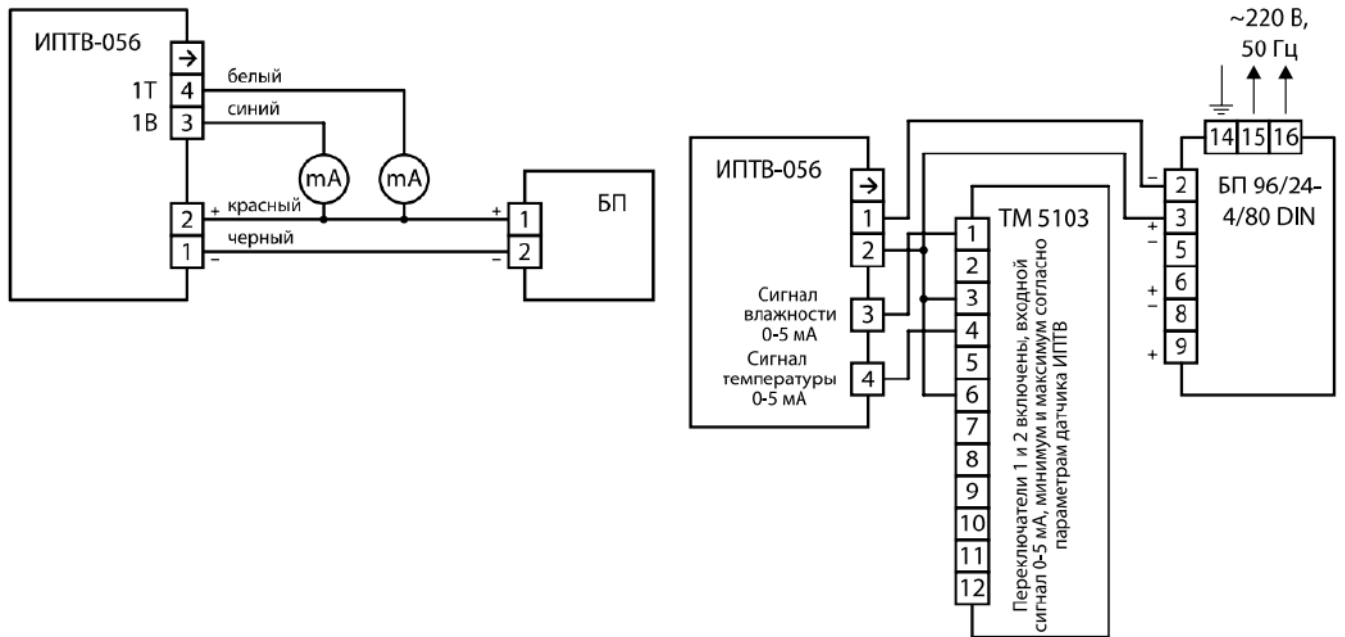 ИПТВ-056
→
1Т 4 белый
1В 3 синий
mA mA
2 + красный + 1 БП
1 – черный – 2
~220 В,
50 Гц
14 15 16
ИПТВ-056
→
1
2
Сигнал
влажности
0-5 мА
3
Сигнал
температуры
0-5 мА
4
ТМ 5103
1
2
3
4
5
6
7
8
9
10
11
12
Переключатели 1 и 2 включены, входной
сигнал 0-5 мА, минимум и максимум согласно
параметрам датчика ИПТВ
БП 96/24-
4/80 DIN
– 2
3
+
– 5
6
+
– 8
9
+